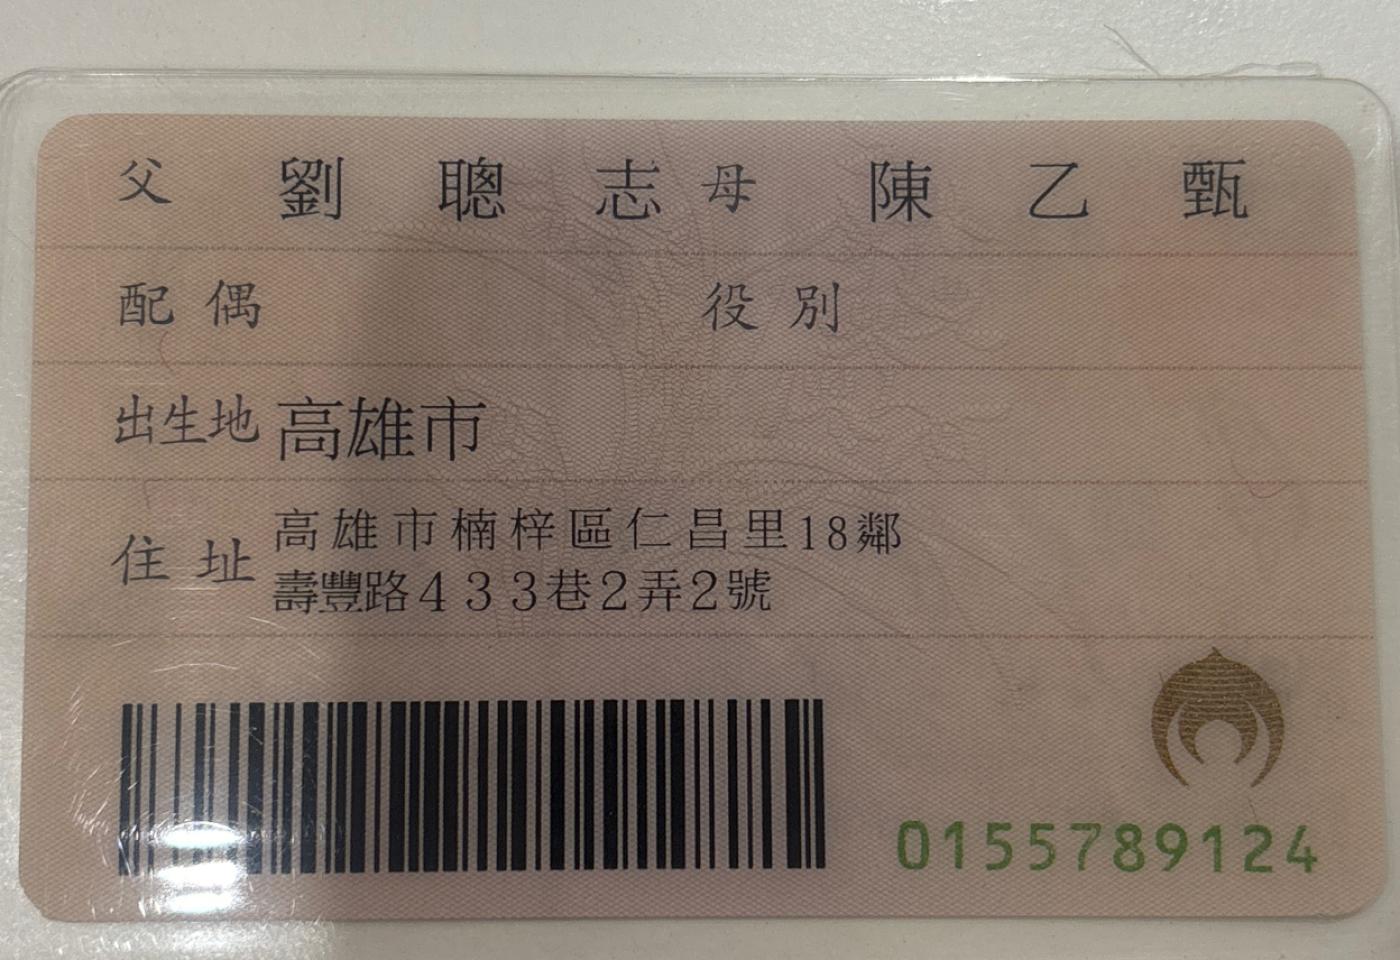 父 劉聰志 母 陳乙甄
配偶 役別
出生地 高雄市
住址 高雄市楠梓區仁昌里18鄰
壽豐路433巷2弄2號
0155789124